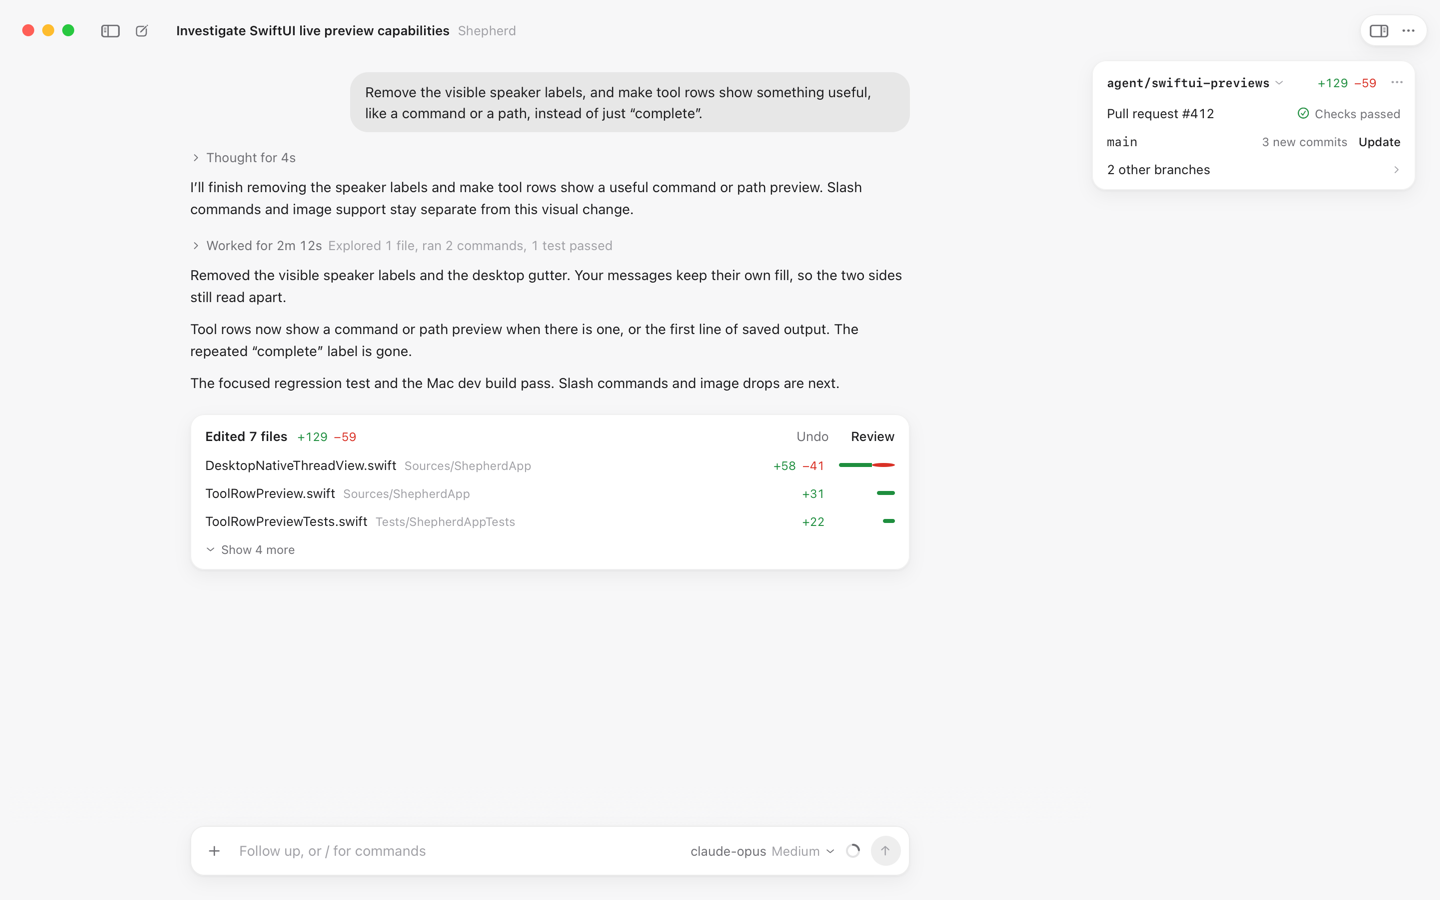 Investigate SwiftUI live preview capabilities Shepherd
Remove the visible speaker labels, and make tool rows show something useful,
like a command or a path, instead of just “complete”.
Thought for 4s
I’ll finish removing the speaker labels and make tool rows show a useful command or path preview. Slash
commands and image support stay separate from this visual change.
Worked for 2m 12s Explored 1 file, ran 2 commands, 1 test passed
Removed the visible speaker labels and the desktop gutter. Your messages keep their own fill, so the two sides
still read apart.
Tool rows now show a command or path preview when there is one, or the first line of saved output. The
repeated “complete” label is gone.
The focused regression test and the Mac dev build pass. Slash commands and image drops are next.
Edited 7 files +129 −59 Undo Review
DesktopNativeThreadView.swift Sources/ShepherdApp +58 −41
ToolRowPreview.swift Sources/ShepherdApp +31
ToolRowPreviewTests.swift Tests/ShepherdAppTests +22
Show 4 more
Follow up, or / for commands claude-opus Medium
agent/swiftui-previews +129 −59
Pull request #412 Checks passed
main 3 new commits Update
2 other branches